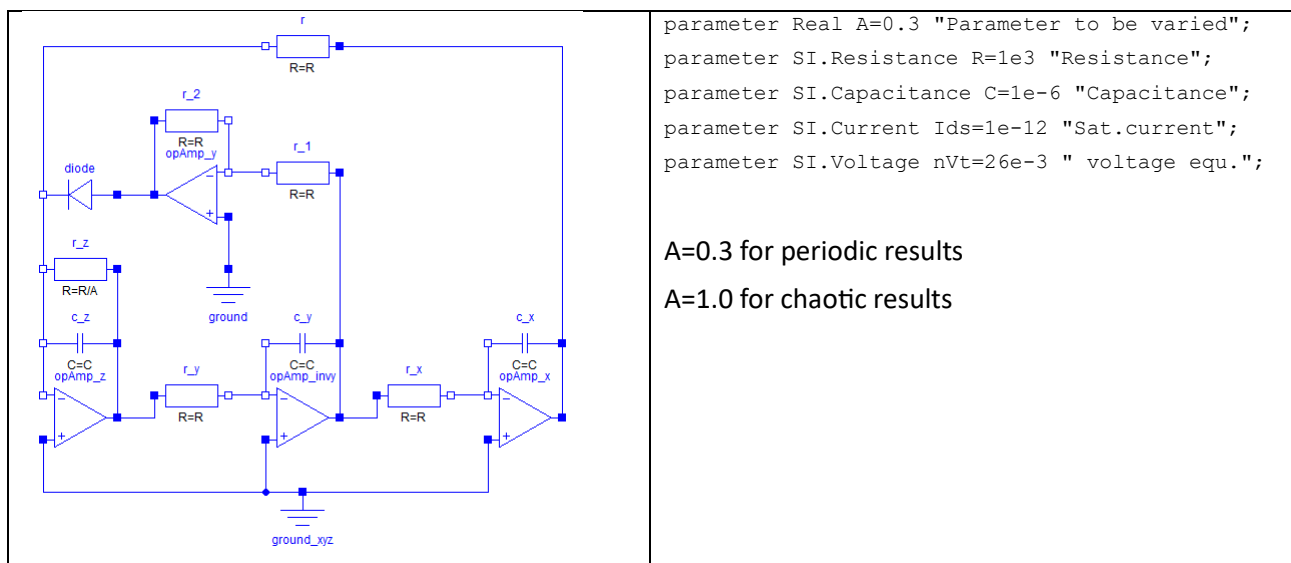 r
R=R
r_2
R=R
opAmp_y
r_1
R=R
diode
−
+
r_z
R=R/A
ground
c_z
C=C
opAmp_z
−
+
r_y
R=R
c_y
C=C
opAmp_invy
−
+
r_x
R=R
c_x
C=C
opAmp_x
−
+
ground_xyz
parameter Real A=0.3 "Parameter to be varied";
parameter SI.Resistance R=1e3 "Resistance";
parameter SI.Capacitance C=1e-6 "Capacitance";
parameter SI.Current Ids=1e-12 "Sat.current";
parameter SI.Voltage nVt=26e-3 " voltage equ.";
A=0.3 for periodic results
A=1.0 for chaotic results